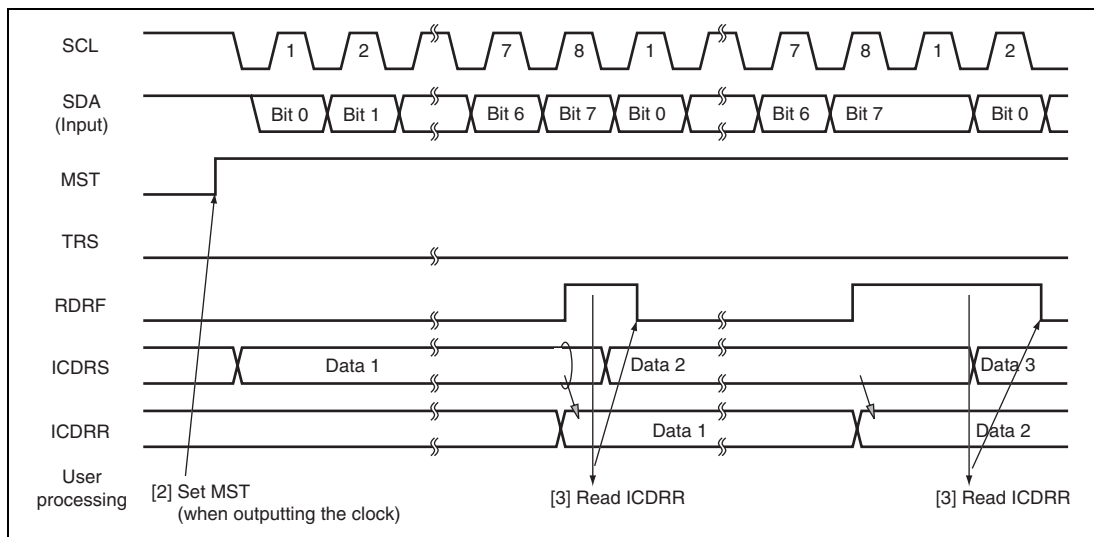 SCL 1 2 7 8 1 7 8 1 2
SDA
(Input)
Bit 0 Bit 1 Bit 6 Bit 7 Bit 0 Bit 6 Bit 7 Bit 0
MST
TRS
RDRF
ICDRS Data 1 Data 2 Data 3
ICDRR Data 1 Data 2
User
processing
[2] Set MST
(when outputting the clock)
[3] Read ICDRR
[3] Read ICDRR